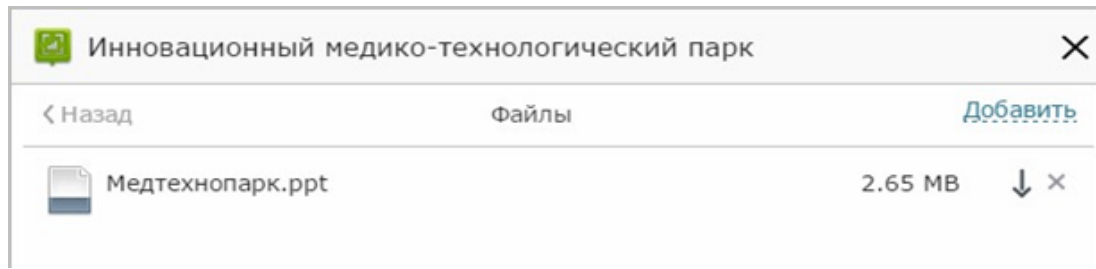 Инновационный медико-технологический парк
Назад Файлы Добавить
Медтехнопарк.ppt 2.65 MB